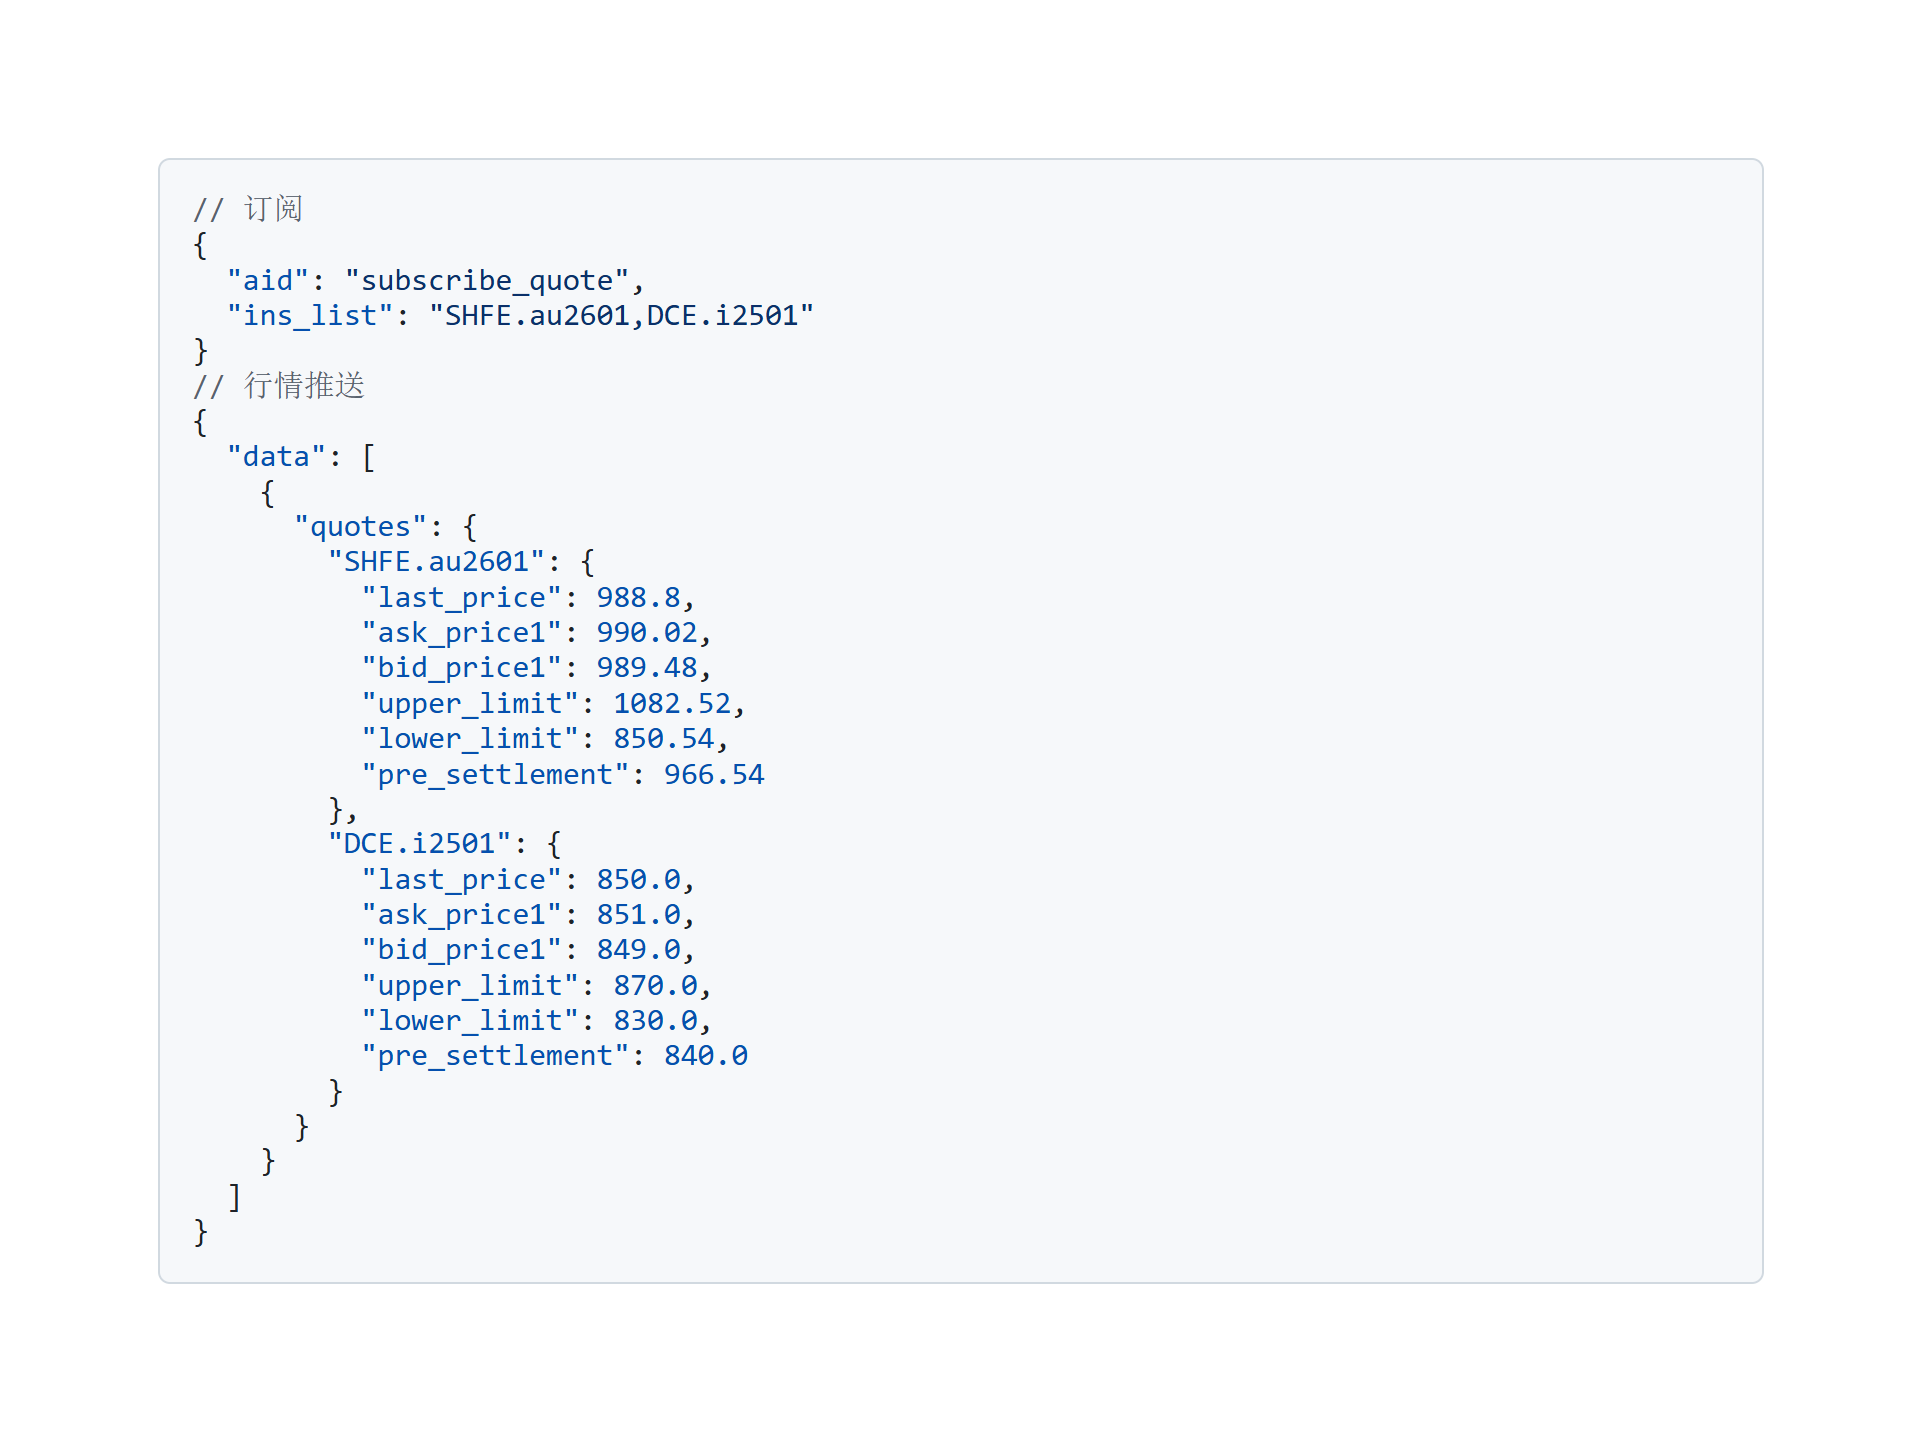 // 订阅
{
  "aid": "subscribe_quote",
  "ins_list": "SHFE.au2601,DCE.i2501"
}
// 行情推送
{
  "data": [
    {
      "quotes": {
        "SHFE.au2601": {
          "last_price": 988.8,
          "ask_price1": 990.02,
          "bid_price1": 989.48,
          "upper_limit": 1082.52,
          "lower_limit": 850.54,
          "pre_settlement": 966.54
        },
        "DCE.i2501": {
          "last_price": 850.0,
          "ask_price1": 851.0,
          "bid_price1": 849.0,
          "upper_limit": 870.0,
          "lower_limit": 830.0,
          "pre_settlement": 840.0
        }
      }
    }
  ]
}